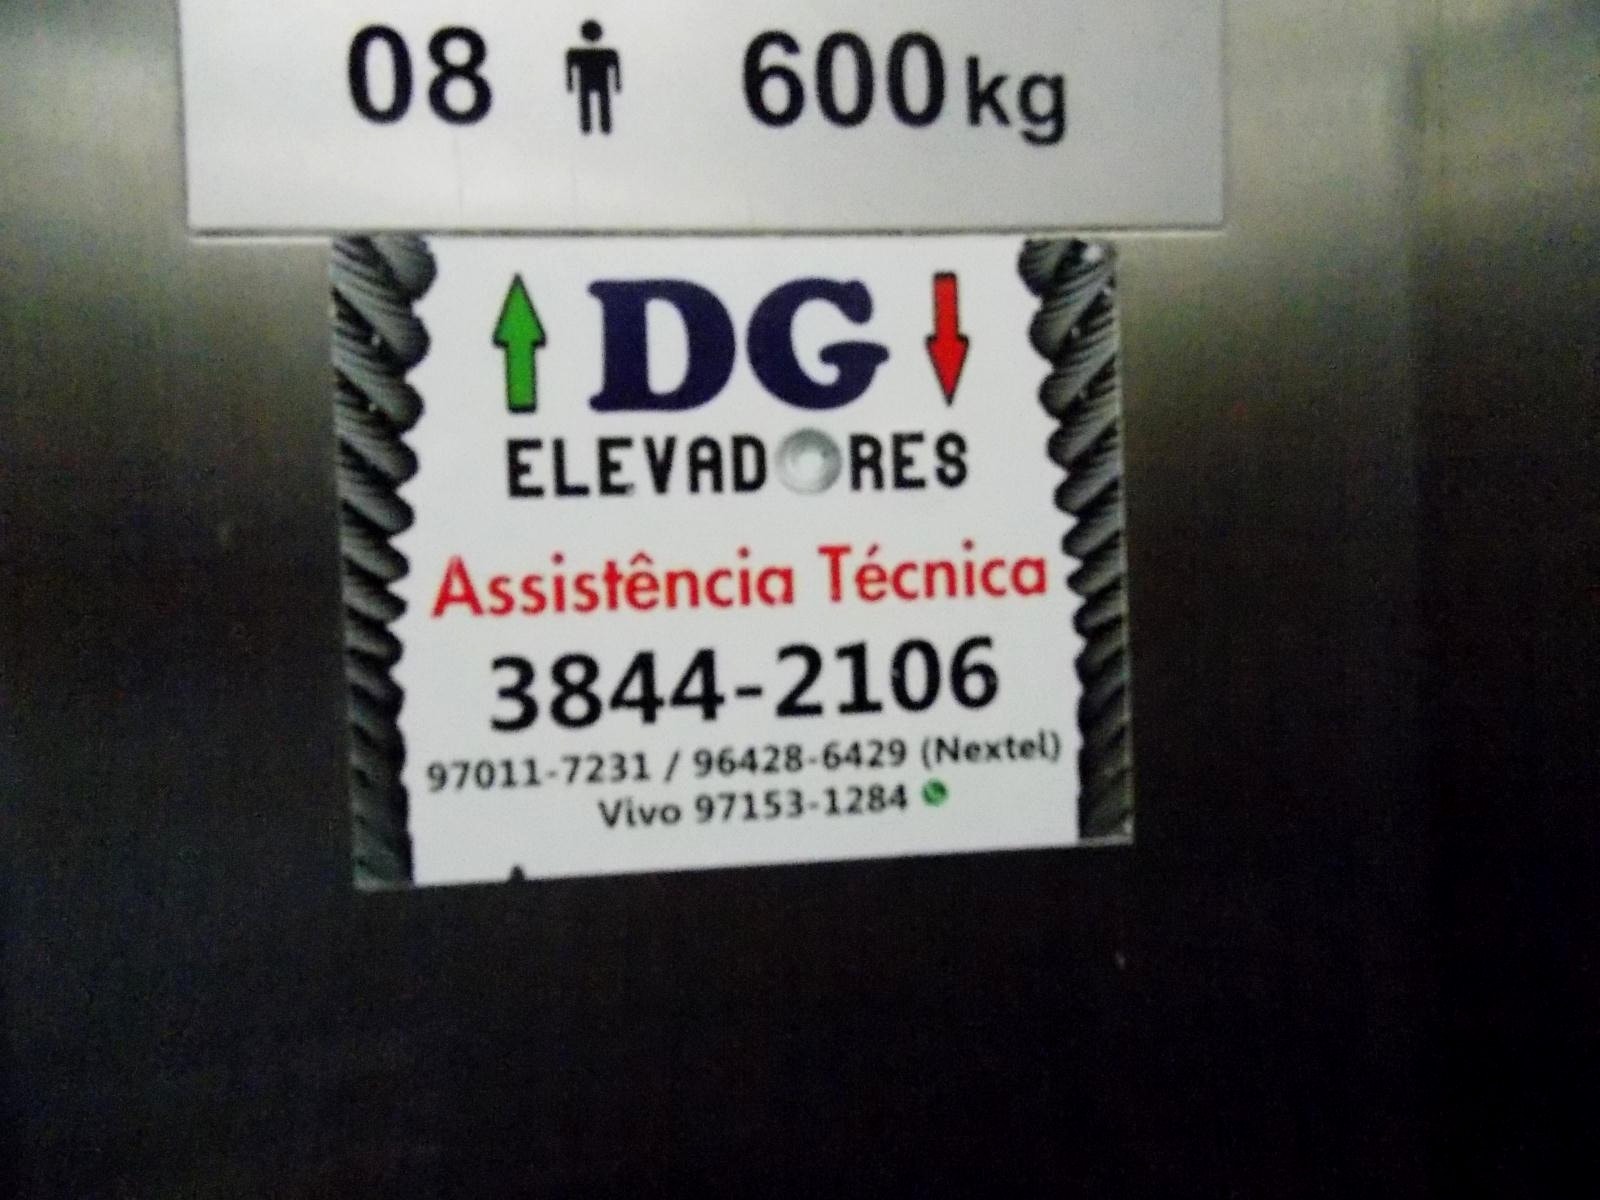 08 600kg
DG
ELEVADORES
Assistência Técnica
3844-2106
97011-7231 / 96428-6429 (Nextel)
Vivo 97153-1284